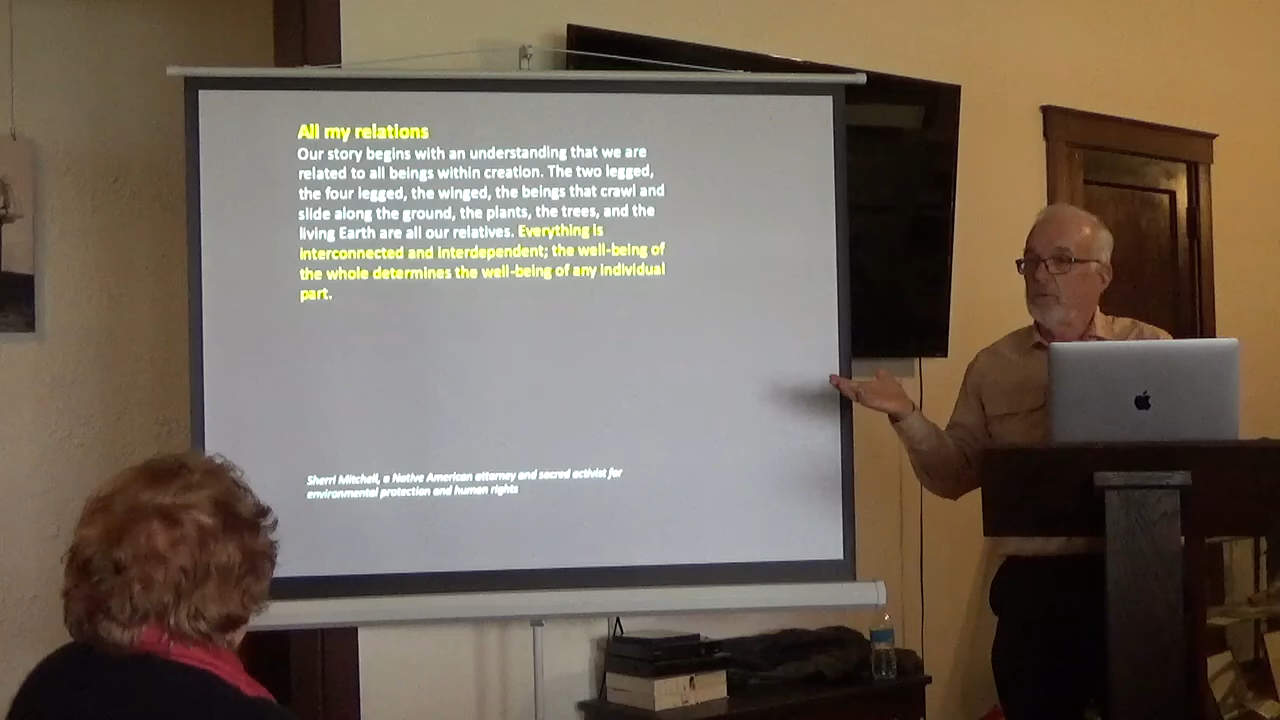 All my relations
Our story begins with an understanding that we are
related to all beings within creation. The two legged,
the four legged, the winged, the beings that crawl and
slide along the ground, the plants, the trees, and the
living Earth are all our relatives. Everything is
interconnected and interdependent; the well-being of
the whole determines the well-being of any individual
part.
Sherri Mitchell, a Native American attorney and sacred activist for
environmental protection and human rights